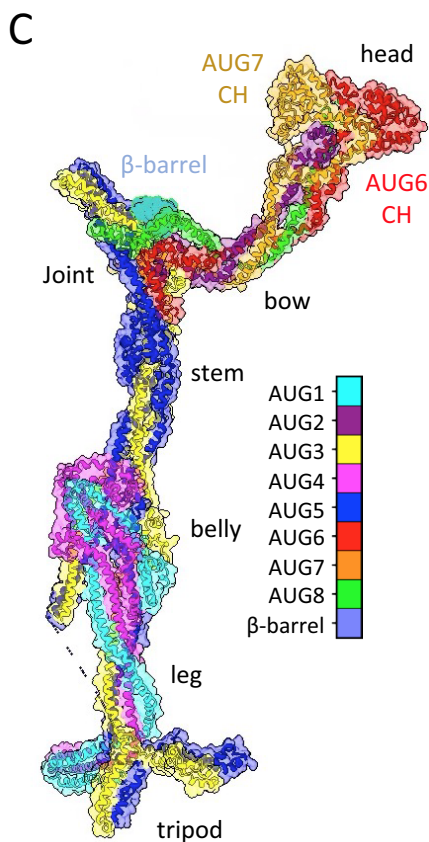 C
head
AUG7
CH
β-barrel
AUG6
CH
Joint
bow
stem
AUG1
AUG2
AUG3
AUG4
AUG5
AUG6
AUG7
AUG8
β-barrel
belly
leg
tripod